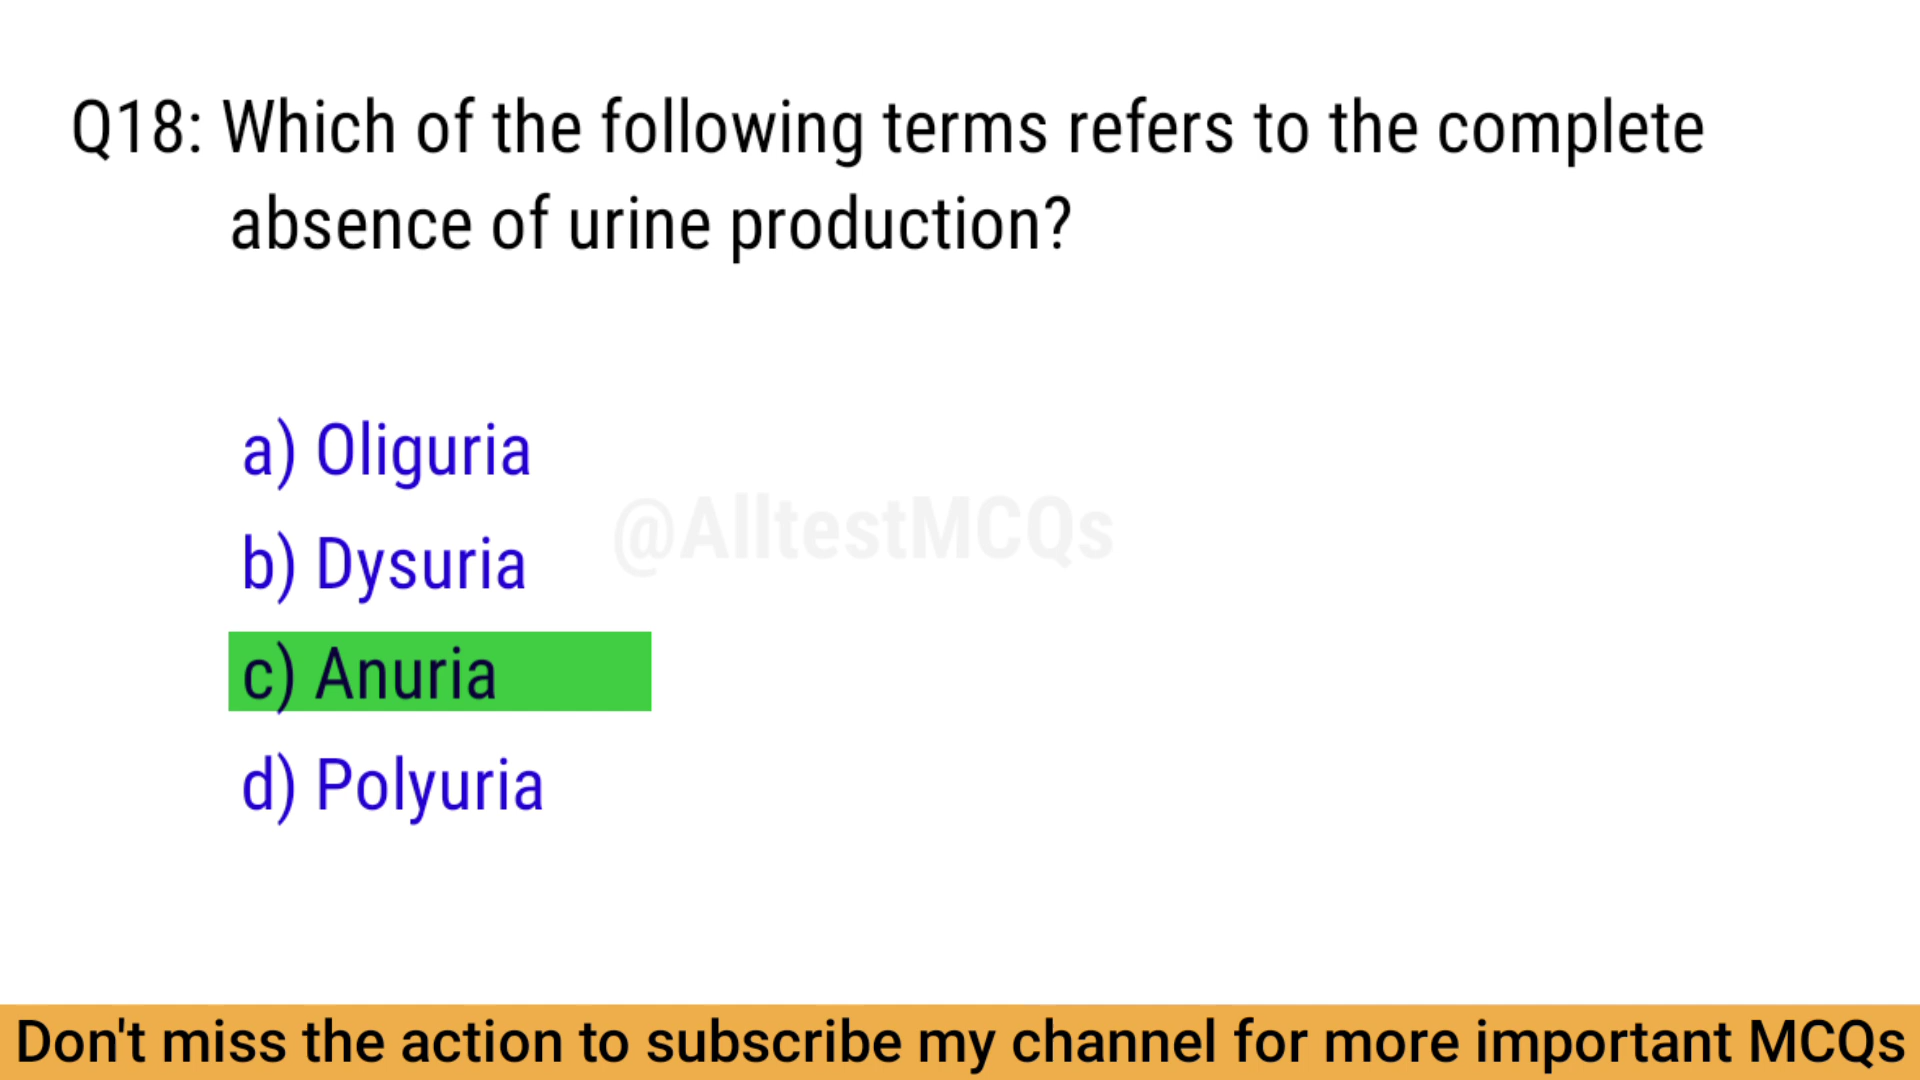 Q18: Which of the following terms refers to the complete
absence of urine production?
a) Oliguria
@AlltestMCQs
b) Dysuria
c) Anuria
d) Polyuria
Don't miss the action to subscribe my channel for more important MCQs